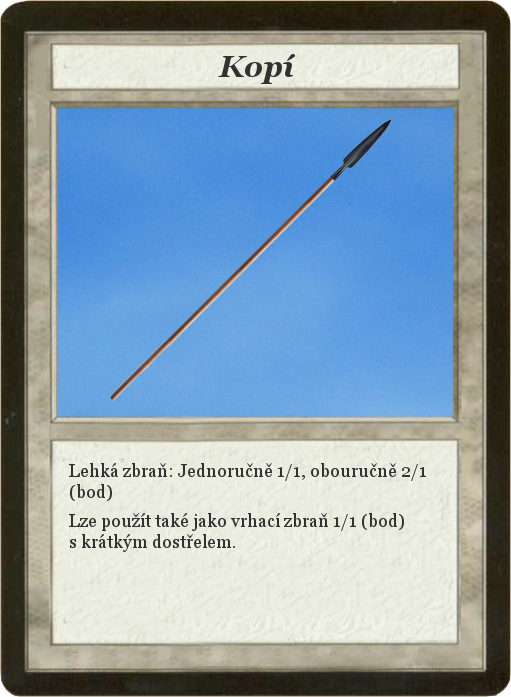 Kopí
Lehká zbraň: Jednoručně 1/1, obouručně 2/1
(bod)
Lze použít také jako vrhací zbraň 1/1 (bod)
s krátkým dostřelem.